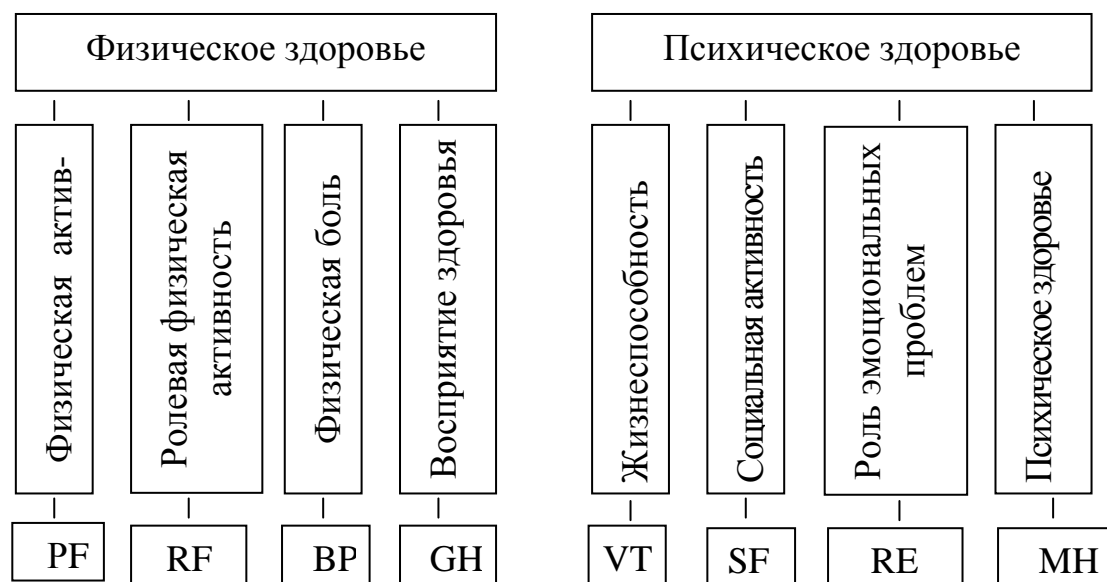 Физическое здоровье
Психическое здоровье
Физическая актив-
Ролевая физическая
активность
Физическая боль
Восприятие здоровья
Жизнеспособность
Социальная активность
Роль эмоциональных
проблем
Психическое здоровье
PF
RF
BP
GH
VT
SF
RE
MH